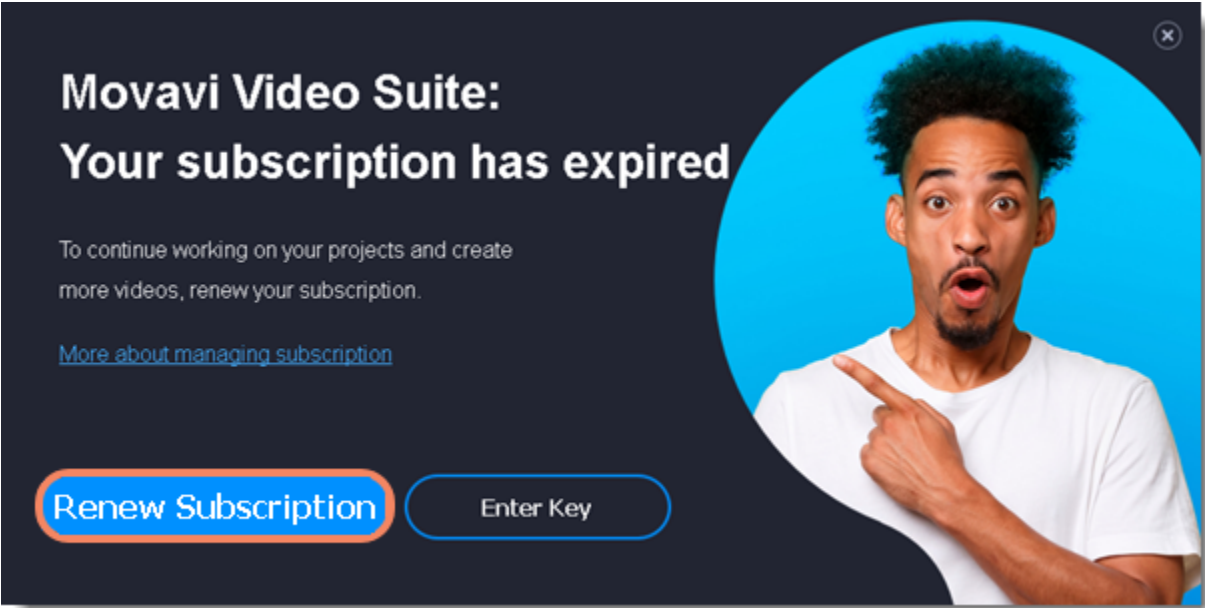 Movavi Video Suite:
Your subscription has expired
To continue working on your projects and create
more videos, renew your subscription.
More about managing subscription
Renew Subscription
Enter Key